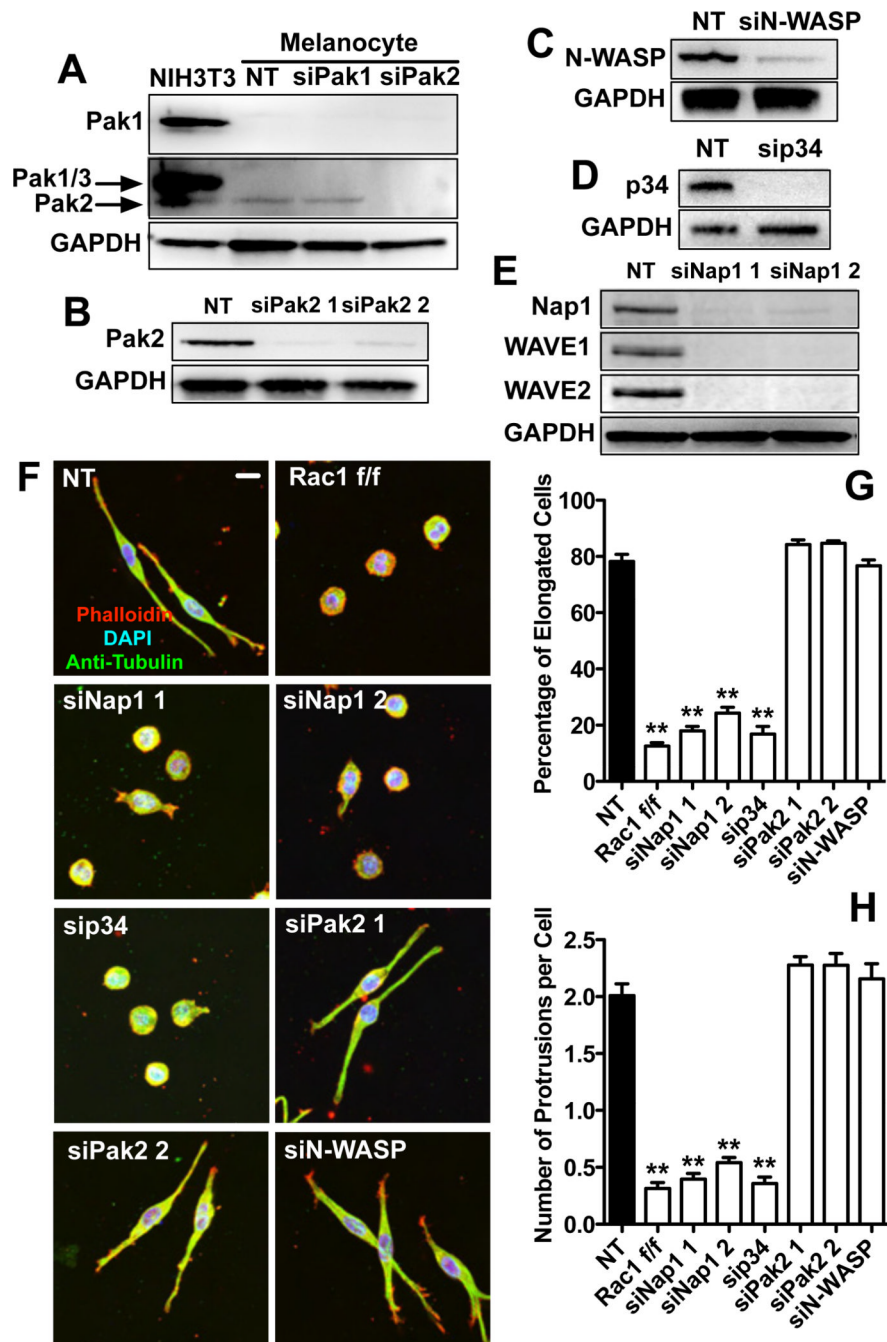 A
Melanocyte
NIH3T3 NT siPak1 siPak2
Pak1
Pak1/3
Pak2
GAPDH
B
NT siPak2 1 siPak2 2
Pak2
GAPDH
C
NT siN-WASP
N-WASP
GAPDH
D
NT sip34
p34
GAPDH
E
NT siNap1 1 siNap1 2
Nap1
WAVE1
WAVE2
GAPDH
F
NT
Phalloidin
DAPI
Anti-Tubulin
Rac1 f/f
siNap1 1
siNap1 2
sip34
siPak2 1
siPak2 2
siN-WASP
G
Percentage of Elongated Cells
100
80
60
40
20
0
** ** ** **
NT
Rac1 f/f
siNap1 1
siNap1 2
sip34
siPak2 1
siPak2 2
siN-WASP
H
Number of Protrusions per Cell
2.5
2.0
1.5
1.0
0.5
0.0
** ** ** **
NT
Rac1 f/f
siNap1 1
siNap1 2
sip34
siPak2 1
siPak2 2
siN-WASP